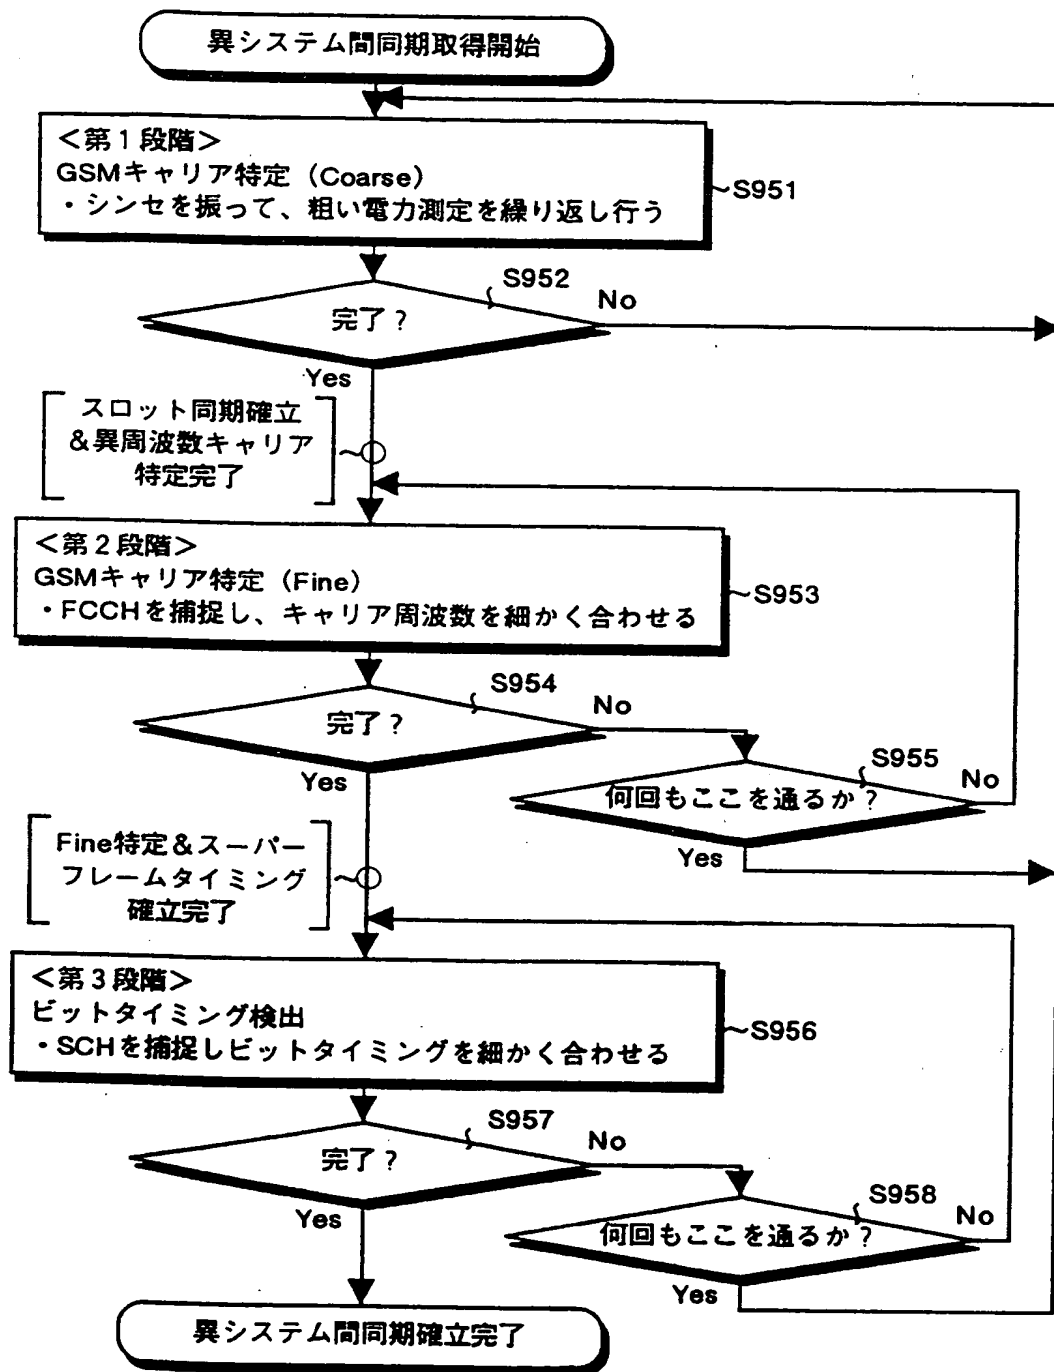 異システム間同期取得開始
＜第1段階＞
GSMキャリア特定（Coarse）
・シンセを振って、粗い電力測定を繰り返し行う
S951
S952
完了？
No
Yes
スロット同期確立
＆異周波数キャリア
特定完了
＜第2段階＞
GSMキャリア特定（Fine）
・FCCHを捕捉し、キャリア周波数を細かく合わせる
S953
S954
完了？
No
Yes
S955
何回もここを通るか？
No
Yes
Fine特定＆スーパー
フレームタイミング
確立完了
＜第3段階＞
ビットタイミング検出
・SCHを捕捉しビットタイミングを細かく合わせる
S956
S957
完了？
No
Yes
S958
何回もここを通るか？
No
Yes
異システム間同期確立完了